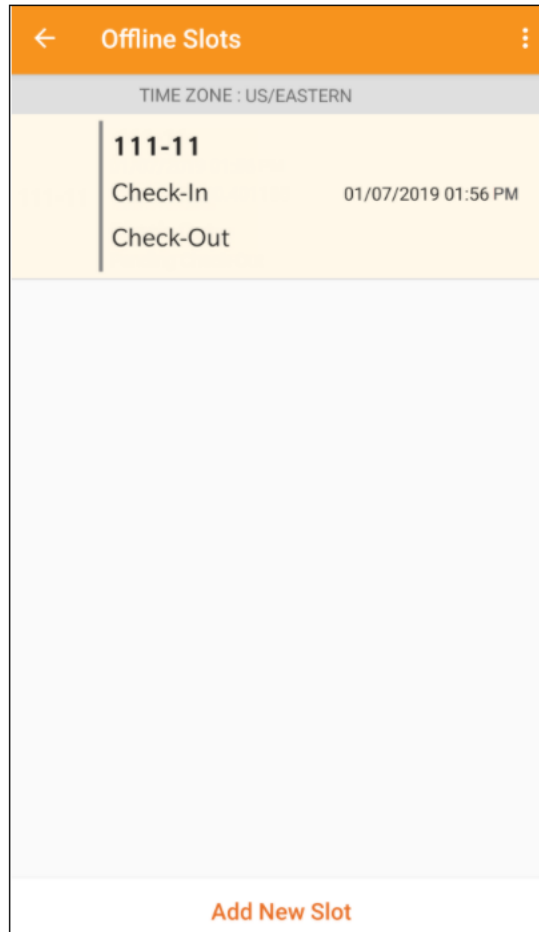 Offline Slots
TIME ZONE : US/EASTERN
111-11
Check-In 01/07/2019 01:56 PM
Check-Out
Add New Slot